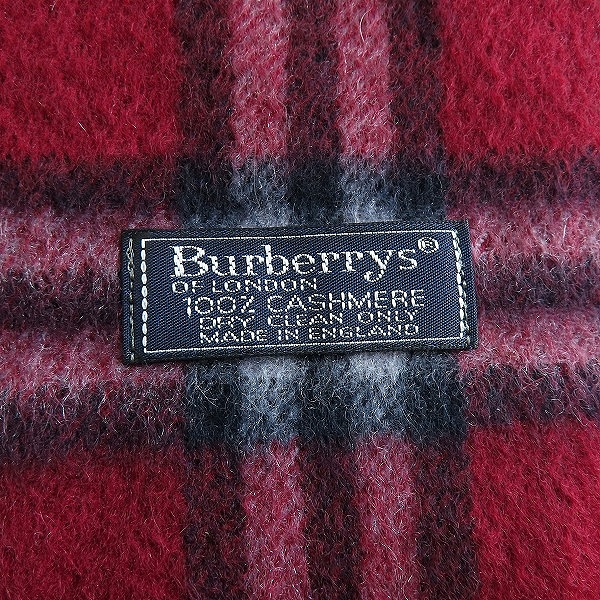 Burberrys®
OF LONDON
100% CASHMERE
DRY CLEAN ONLY
MADE IN ENGLAND